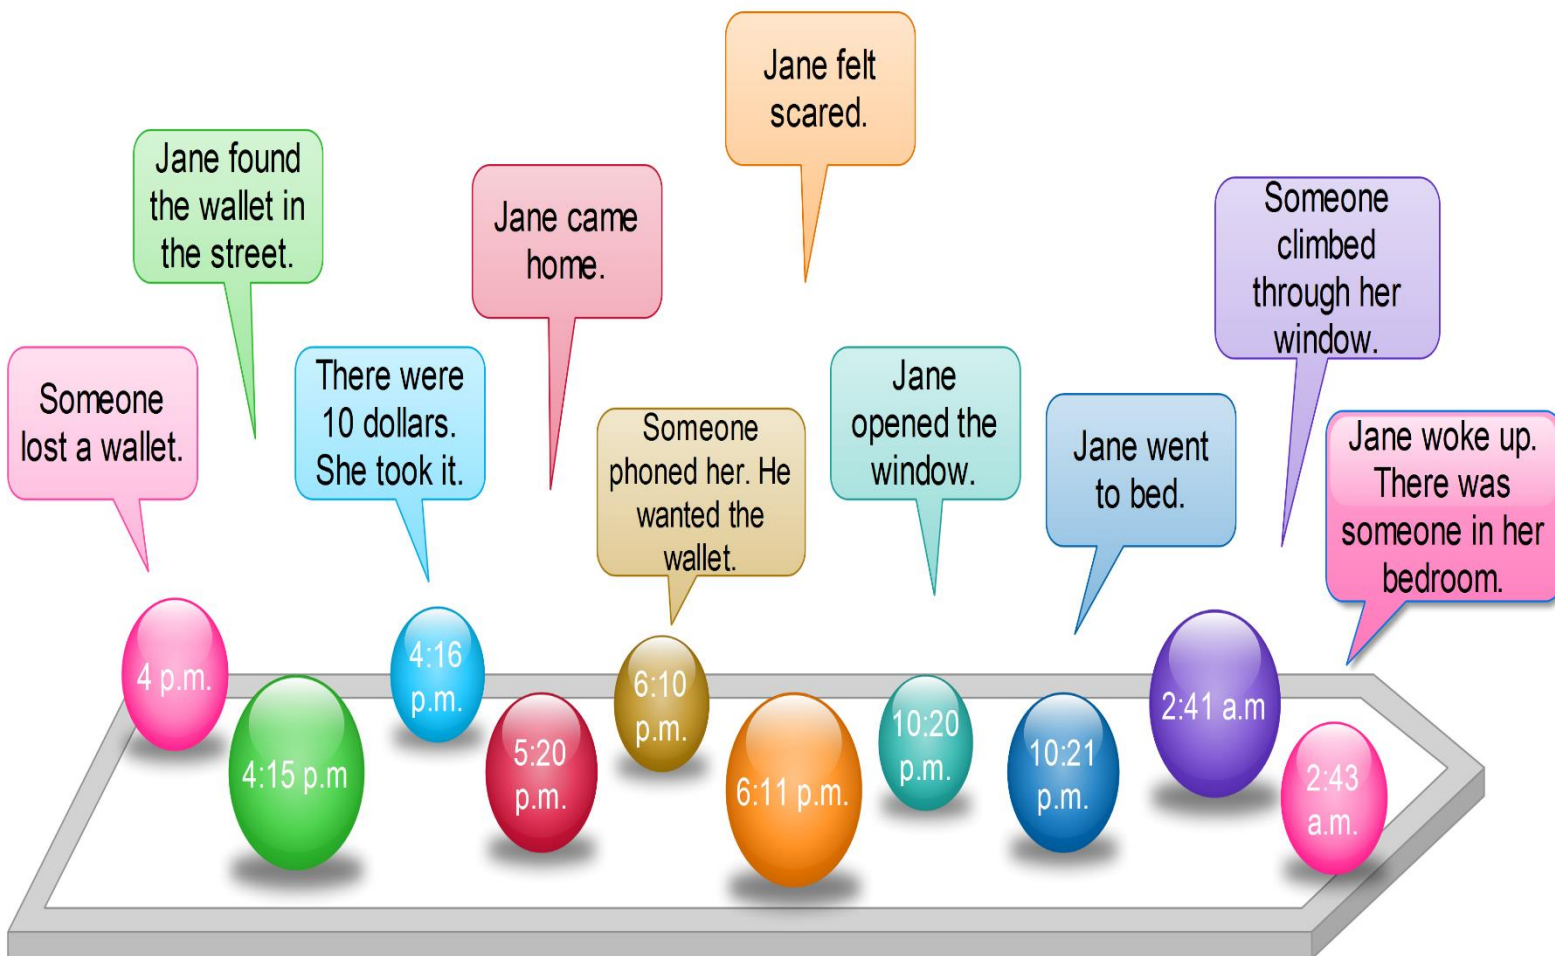 Jane felt
scared.
Jane found
the wallet in
the street.
Jane came
home.
Someone
climbed
through her
window.
Someone
lost a wallet.
There were
10 dollars.
She took it.
Someone
phoned her. He
wanted the
wallet.
Jane
opened the
window.
Jane went
to bed.
Jane woke up.
There was
someone in her
bedroom.
4 p.m.
4:15 p.m
4:16
p.m.
5:20
p.m.
6:10
p.m.
6:11 p.m.
10:20
p.m.
10:21
p.m.
2:41 a.m
2:43
a.m.